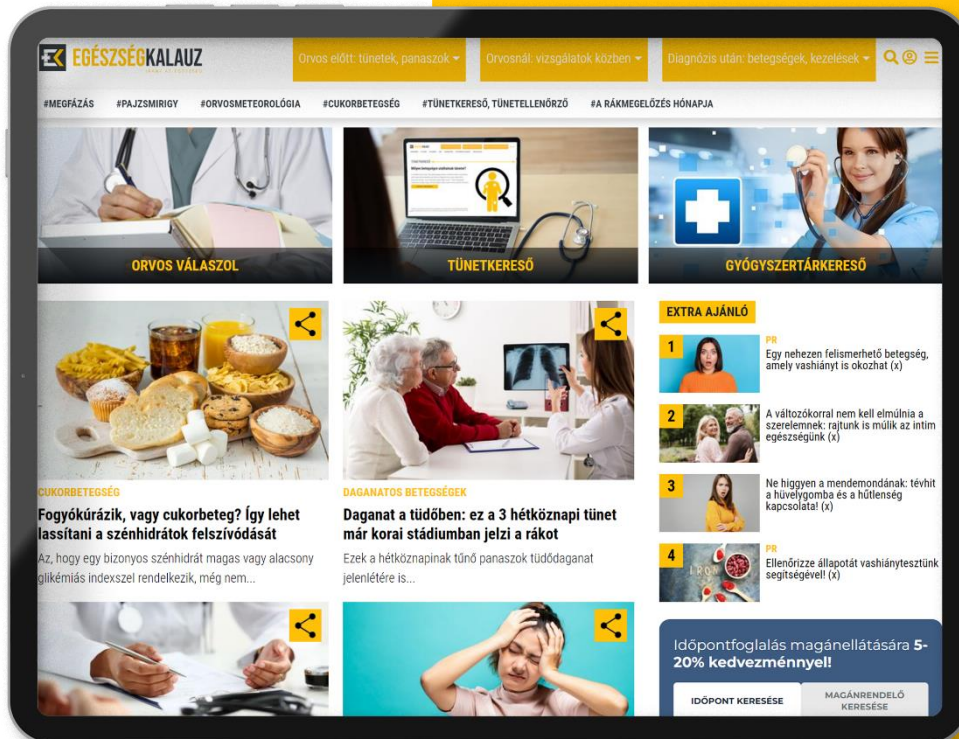 EGÉSZSÉGKALAUZ
Orvos előtt: tünetek, panaszok
Orvosnál: vizsgálatok közben
Diagnózis után: betegségek, kezelések
#MEGFÁZÁS #PAJZSMIRIGY #ORVOSMETEOROLÓGIA #CUKORBETEGSÉG #TÜNETKERESŐ, TÜNETELLENŐRZŐ #A RÁKMEGELŐZÉS HÓNAPJA
ORVOS VÁLASZOL
TÜNETKERESŐ
GYÓGYSZERTÁRKERESŐ
CUKORBETEGSÉG
Fogyókúrázik, vagy cukorbeteg? Így lehet
lassítani a szénhidrátok felszívódását
Az, hogy egy bizonyos szénhidrát magas vagy alacsony
glikémiás indexszel rendelkezik, még nem...
DAGANATOS BETEGSÉGEK
Daganat a tüdőben: ez a 3 hétköznapi tünet
már korai stádiumban jelzi a rákot
Ezek a hétköznapinak tűnő panaszok tüdődaganat
jelenlétére is...
EXTRA AJÁNLÓ
1
PR
Egy nehezen felismerhető betegség,
amely vashiányt is okozhat (x)
2
A változókorral nem kell elmúlnia a
szerelemnek: rajtunk is múlik az intim
egészségünk (x)
3
Ne higgyen a mendemondának: tévhit
a hüvelygomba és a hűtlenség
kapcsolata! (x)
4
PR
Ellenőrizze állapotát vashiánytesztünk
segítségével! (x)
Időpontfoglalás magánellátására 5-
20% kedvezménnyel!
IDŐPONT KERESÉSE
MAGÁNRENDELŐ
KERESÉSE